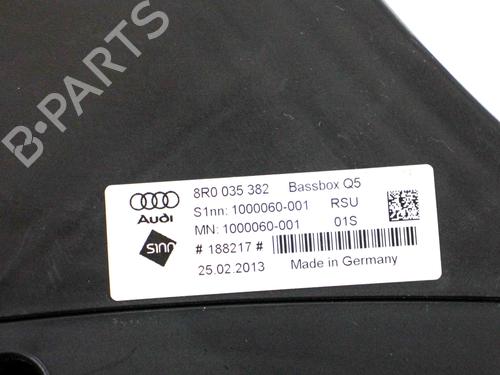 B-PARTS
Audi
S1nn
8R0 035 382 Bassbox Q5
S1nn: 1000060-001 RSU
MN: 1000060-001 01S
# 188217 #
25.02.2013 Made in Germany